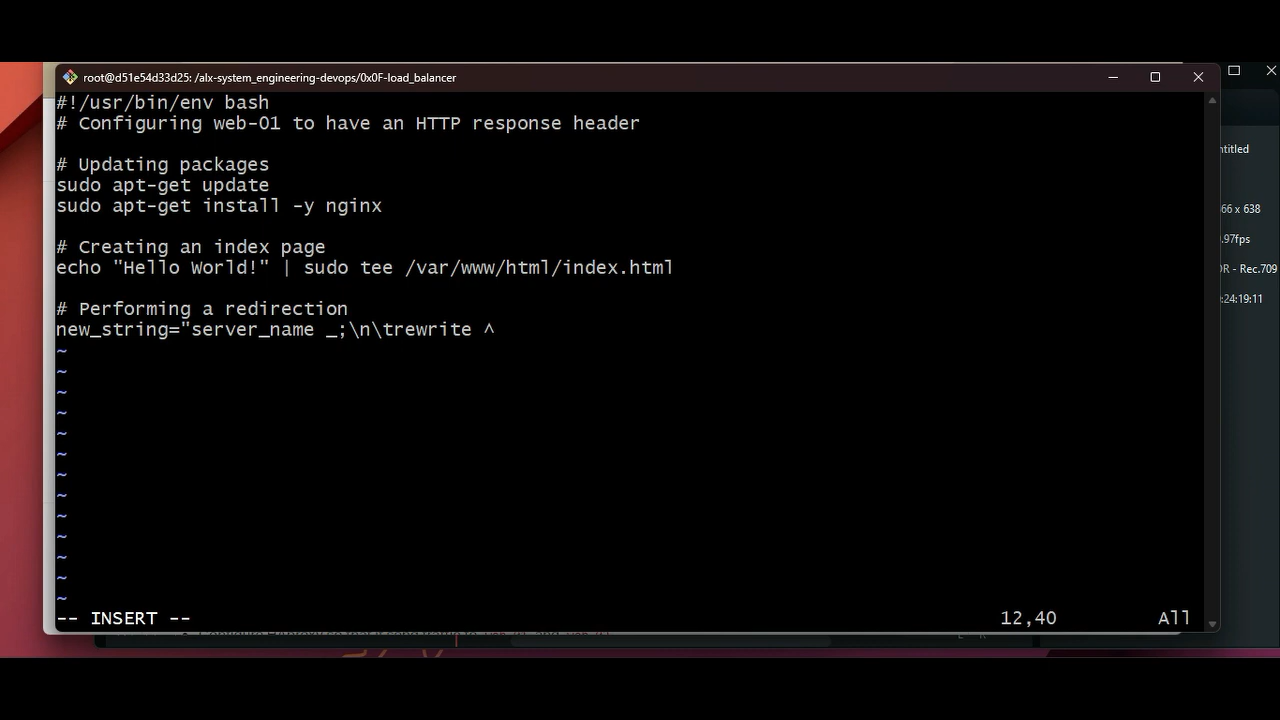 root@d51e54d33d25: /alx-system_engineering-devops/0x0F-load_balancer
#!/usr/bin/env bash
# Configuring web-01 to have an HTTP response header
# Updating packages
sudo apt-get update
sudo apt-get install -y nginx
# Creating an index page
echo "Hello World!" | sudo tee /var/www/html/index.html
# Performing a redirection
new_string="server_name _;\n\trewrite ^
~
~
~
~
~
~
~
~
~
~
~
~
~
-- INSERT -- 12,40 All
ntitled
66 x 638
.97fps
DR - Rec.709
:24:19:11